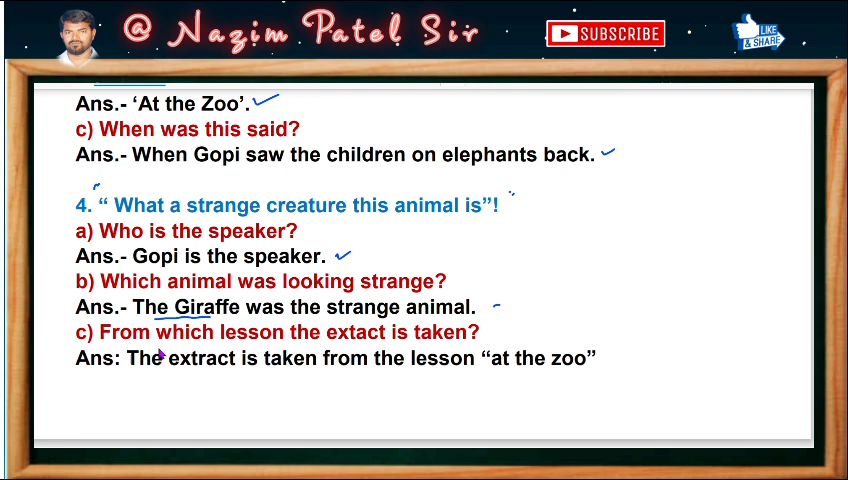 @ Nazim Patel Sir
SUBSCRIBE
LIKE
& SHARE
Ans.- ‘At the Zoo’.
c) When was this said?
Ans.- When Gopi saw the children on elephants back.
4. “ What a strange creature this animal is”!
a) Who is the speaker?
Ans.- Gopi is the speaker.
b) Which animal was looking strange?
Ans.- The Giraffe was the strange animal.
c) From which lesson the extact is taken?
Ans: The extract is taken from the lesson “at the zoo”